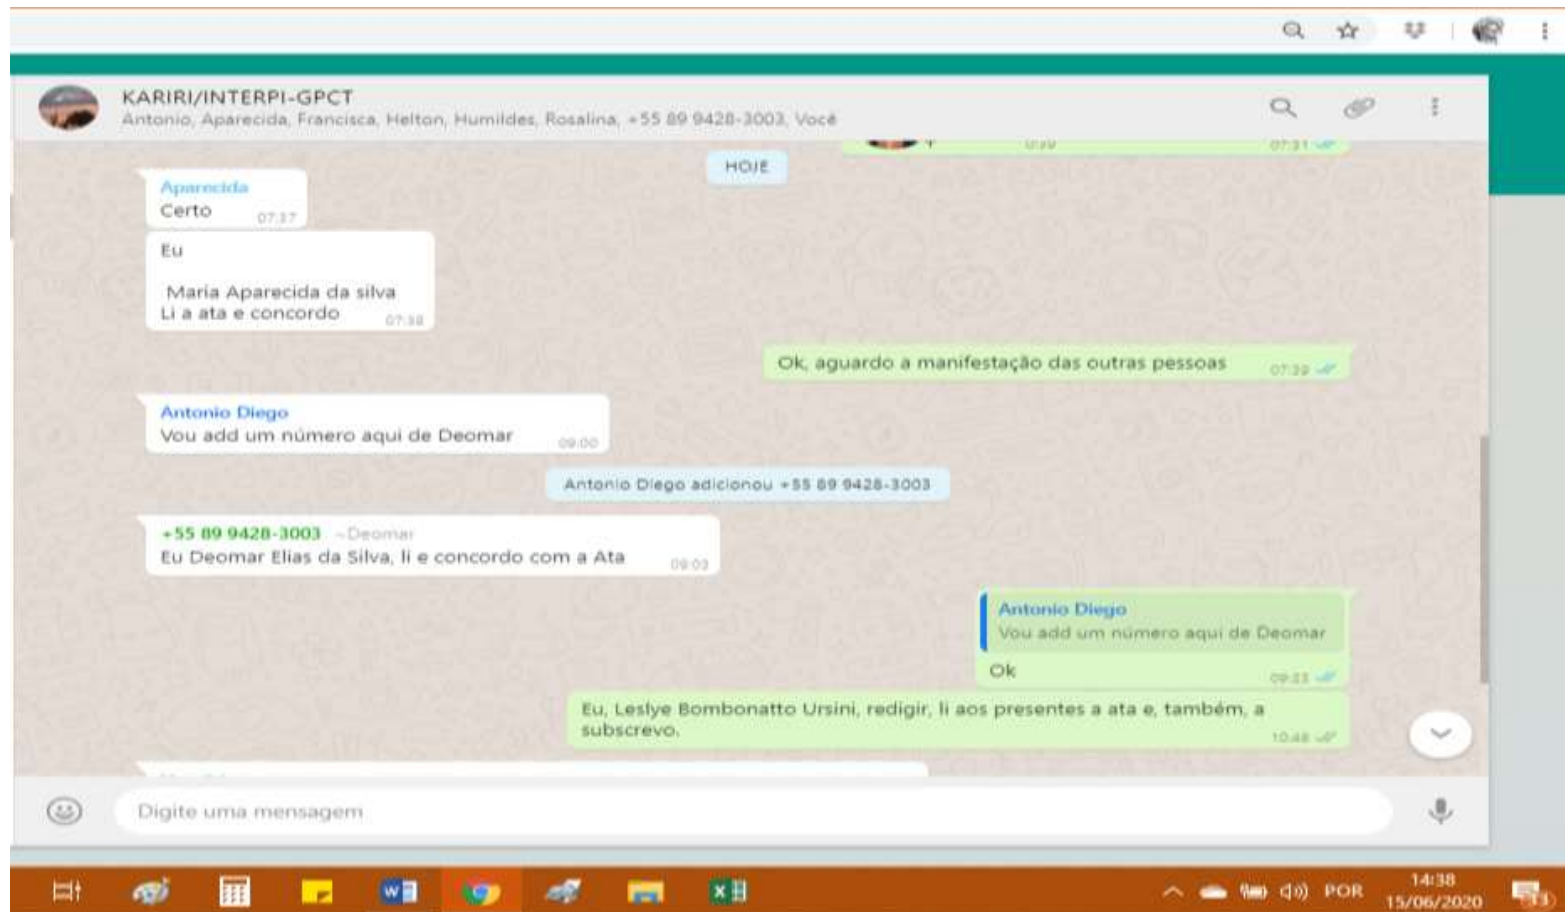 KARIRI/INTERPI-GPCT
Antonio, Aparecida, Francisca, Helton, Humildes, Rosalina, +55 89 9428-3003, Você
0:39
07:31
HOJE
Aparecida
Certo
07:37
Eu
Maria Aparecida da silva
Li a ata e concordo
07:38
Ok, aguardo a manifestação das outras pessoas
07:39
Antonio Diego
Vou add um número aqui de Deomar
09:00
Antonio Diego adicionou +55 89 9428-3003
+55 89 9428-3003 ~Deomar
Eu Deomar Elias da Silva, li e concordo com a Ata
09:03
Antonio Diego
Vou add um número aqui de Deomar
Ok
09:33
Eu, Leslye Bombonatto Ursini, redigir, li aos presentes a ata e, também, a
subscrevo.
10:48
Digite uma mensagem
POR
14:38
15/06/2020